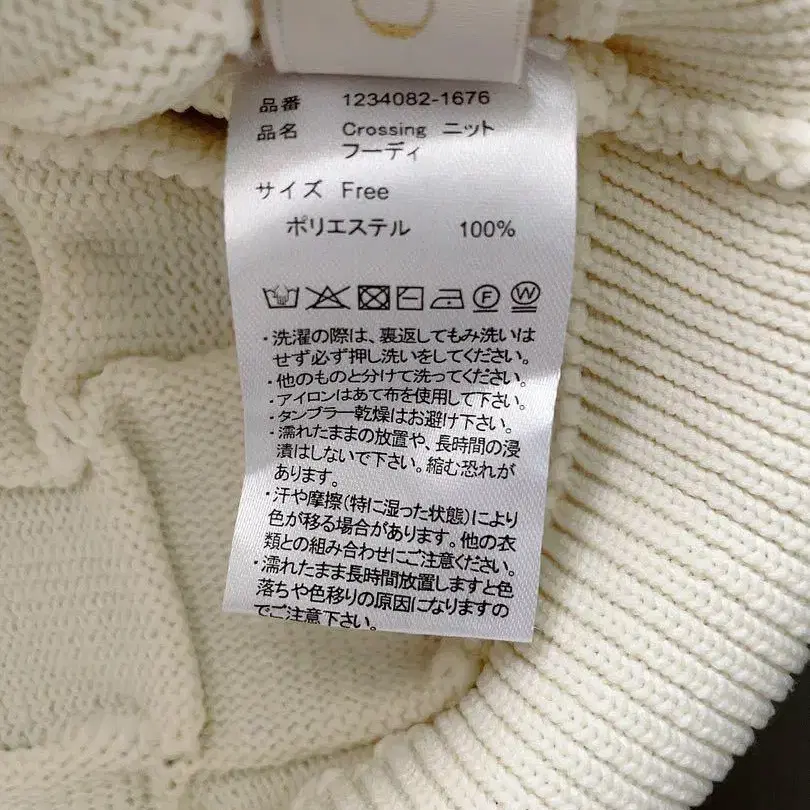 品番 1234082-1676
品名 Crossing ニット
フーディ
サイズ Free
ポリエステル 100%
F W
・洗濯の際は、裏返してもみ洗いは
せず必ず押し洗いをしてください。
・他のものと分けて洗ってください。
・アイロンはあて布を使用して下さい。
・タンブラー乾燥はお避け下さい。
・濡れたままの放置や、長時間の浸
漬はしないで下さい。縮む恐れが
あります。
・汗や摩擦(特に湿った状態)により
色が移る場合があります。他の衣
類との組み合わせにご注意ください。
・濡れたまま長時間放置しますと色
落ちや色移りの原因になりますの
でご注意下さい。